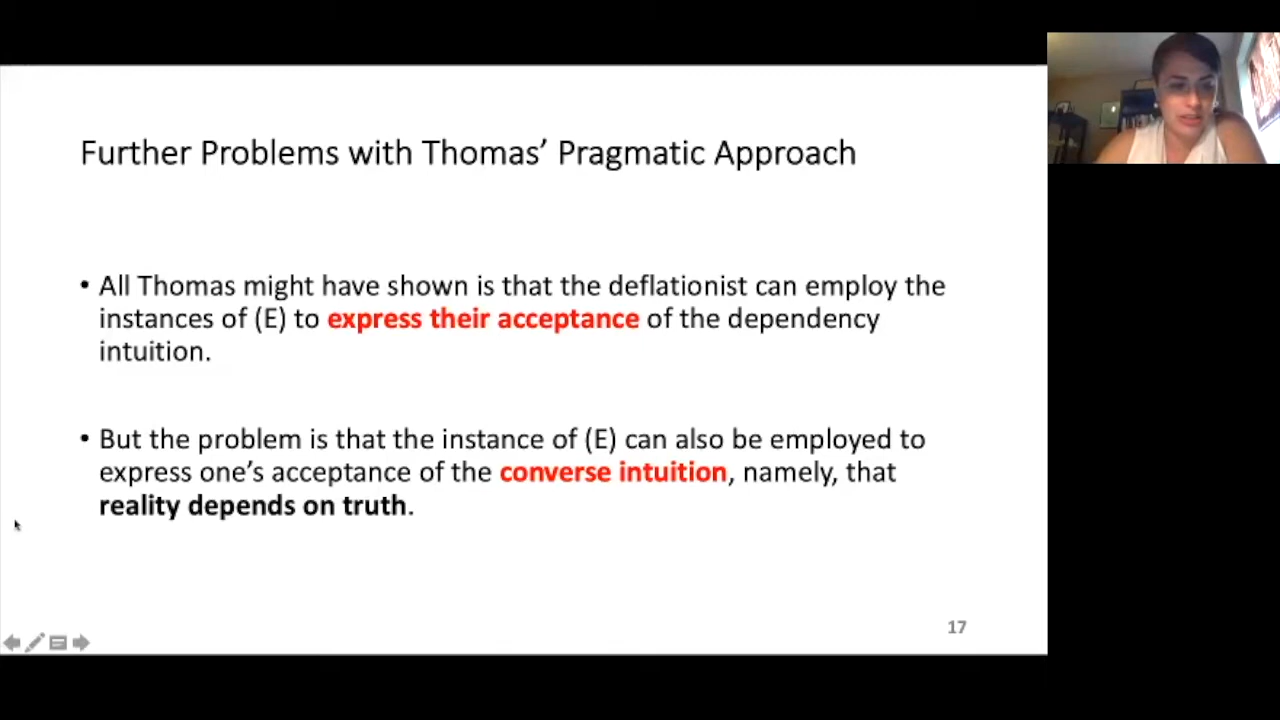 Further Problems with Thomas’ Pragmatic Approach
• All Thomas might have shown is that the deflationist can employ the
instances of (E) to express their acceptance of the dependency
intuition.
• But the problem is that the instance of (E) can also be employed to
express one’s acceptance of the converse intuition, namely, that
reality depends on truth.
17